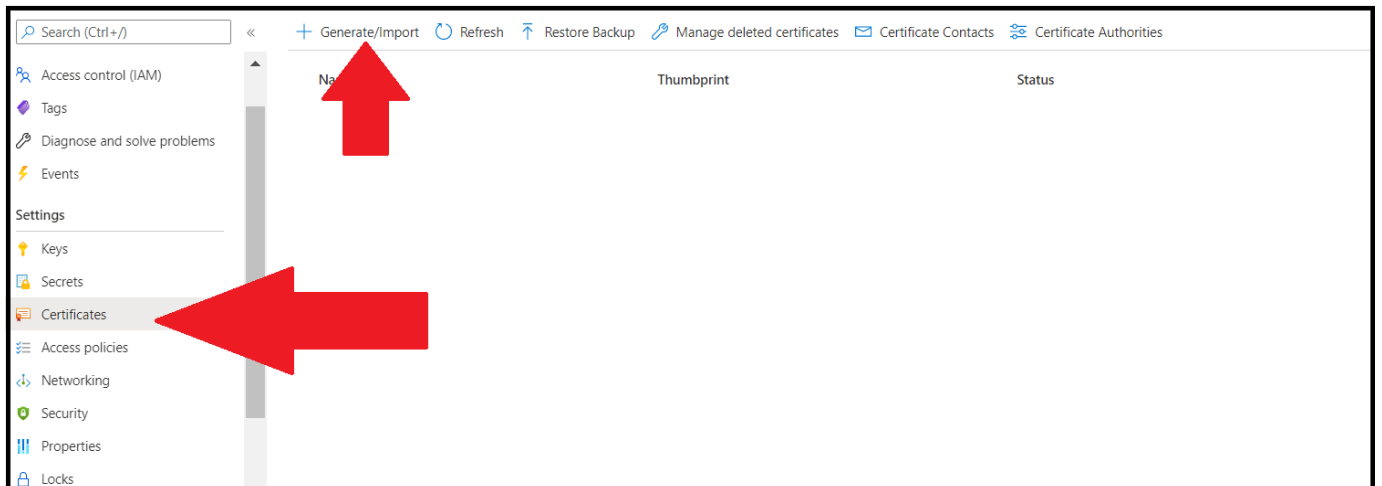 Search (Ctrl+/)
«
Generate/Import Refresh Restore Backup Manage deleted certificates Certificate Contacts Certificate Authorities
Access control (IAM)
Thumbprint Status
Tags
Diagnose and solve problems
Events
Settings
Keys
Secrets
Certificates
Access policies
Networking
Security
Properties
Locks